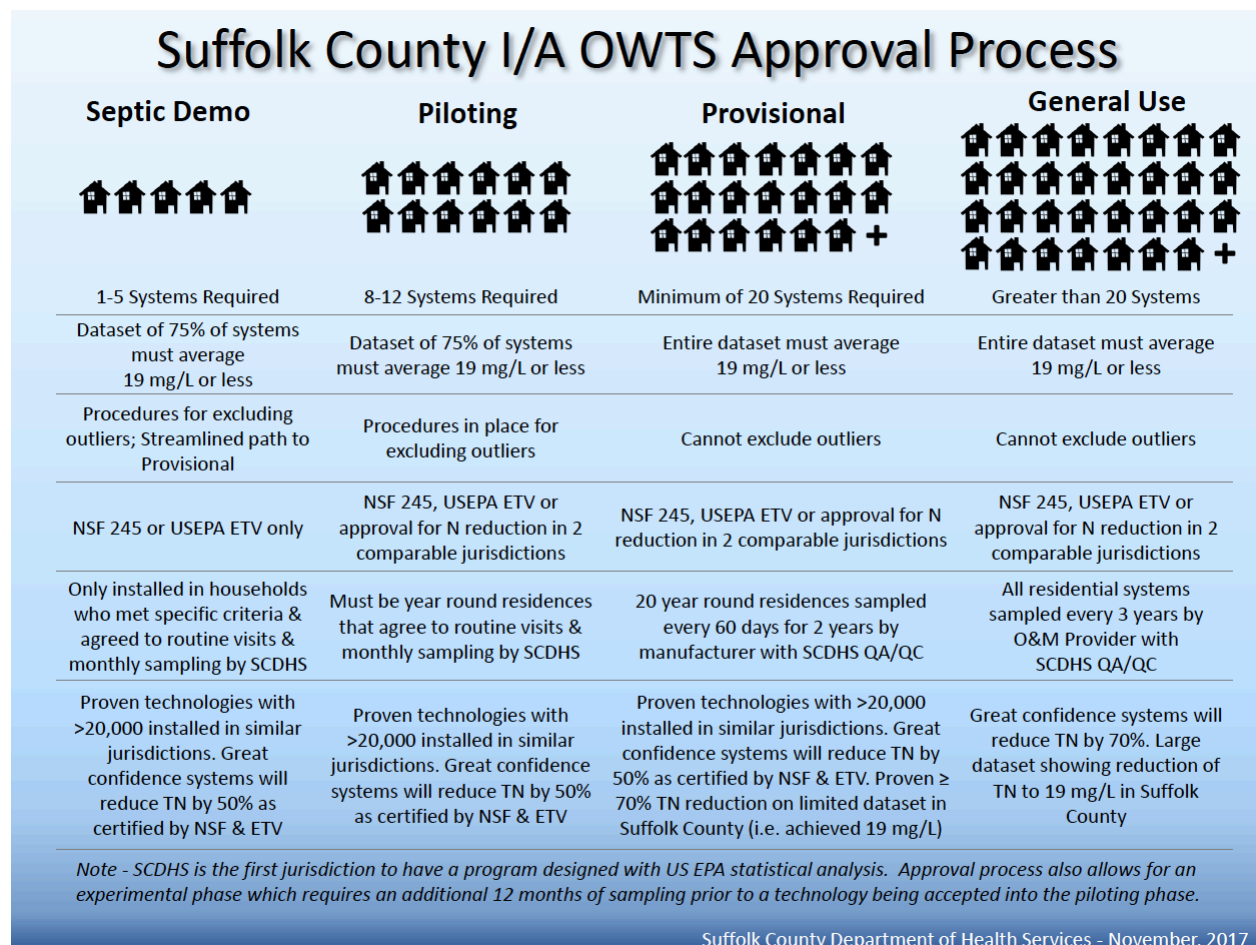 Suffolk County I/A OWTS Approval Process
Septic Demo
Piloting
Provisional
General Use
+
+
1-5 Systems Required
8-12 Systems Required
Minimum of 20 Systems Required
Greater than 20 Systems
Dataset of 75% of systems
must average
19 mg/L or less
Dataset of 75% of systems
must average 19 mg/L or less
Entire dataset must average
19 mg/L or less
Entire dataset must average
19 mg/L or less
Procedures for excluding
outliers; Streamlined path to
Provisional
Procedures in place for
excluding outliers
Cannot exclude outliers
Cannot exclude outliers
NSF 245 or USEPA ETV only
NSF 245, USEPA ETV or
approval for N reduction in 2
comparable jurisdictions
NSF 245, USEPA ETV or approval for N
reduction in 2 comparable jurisdictions
NSF 245, USEPA ETV or
approval for N reduction in 2
comparable jurisdictions
Only installed in households
who met specific criteria &
agreed to routine visits &
monthly sampling by SCDHS
Must be year round residences
that agree to routine visits &
monthly sampling by SCDHS
20 year round residences sampled
every 60 days for 2 years by
manufacturer with SCDHS QA/QC
All residential systems
sampled every 3 years by
O&M Provider with
SCDHS QA/QC
Proven technologies with
>20,000 installed in similar
jurisdictions. Great
confidence systems will
reduce TN by 50% as
certified by NSF & ETV
Proven technologies with
>20,000 installed in similar
jurisdictions. Great confidence
systems will reduce TN by 50%
as certified by NSF & ETV
Proven technologies with >20,000
installed in similar jurisdictions. Great
confidence systems will reduce TN by
50% as certified by NSF & ETV. Proven ≥
70% TN reduction on limited dataset in
Suffolk County (i.e. achieved 19 mg/L)
Great confidence systems will
reduce TN by 70%. Large
dataset showing reduction of
TN to 19 mg/L in Suffolk
County
Note - SCDHS is the first jurisdiction to have a program designed with US EPA statistical analysis. Approval process also allows for an
experimental phase which requires an additional 12 months of sampling prior to a technology being accepted into the piloting phase.
Suffolk County Department of Health Services - November, 2017